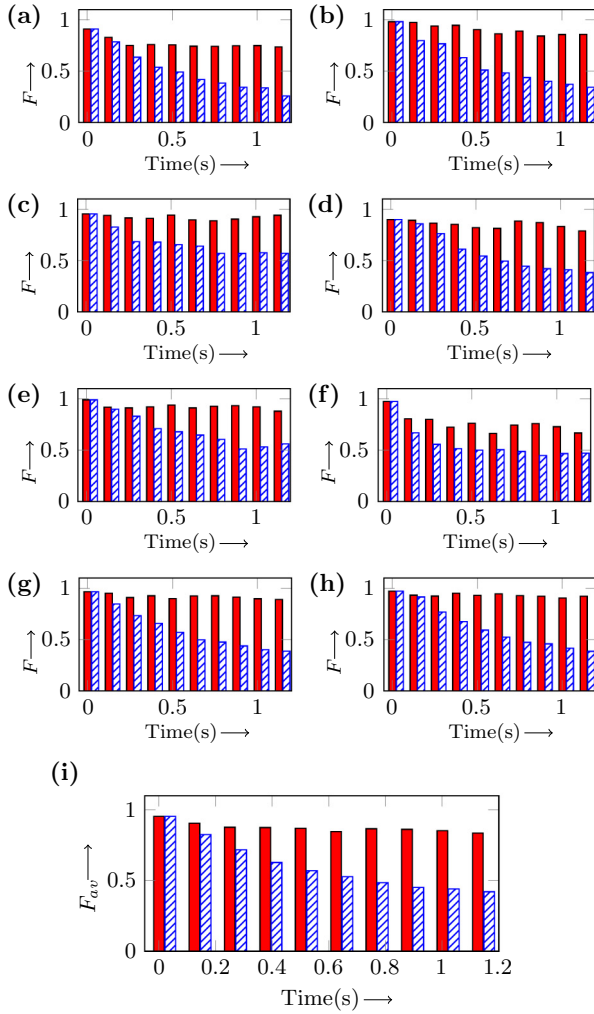 (a) (b)
1 1
F⟶ 0.5 F⟶ 0.5
0 0
0 0.5 1 0 0.5 1
Time(s) ⟶ Time(s) ⟶
(c) (d)
1 1
F⟶ 0.5 F⟶ 0.5
0 0
0 0.5 1 0 0.5 1
Time(s) ⟶ Time(s) ⟶
(e) (f)
1 1
F⟶ 0.5 F⟶ 0.5
0 0
0 0.5 1 0 0.5 1
Time(s) ⟶ Time(s) ⟶
(g) (h)
1 1
F⟶ 0.5 F⟶ 0.5
0 0
0 0.5 1 0 0.5 1
Time(s) ⟶ Time(s) ⟶
(i)
1
F_av ⟶ 0.5
0
0 0.2 0.4 0.6 0.8 1 1.2
Time(s) ⟶